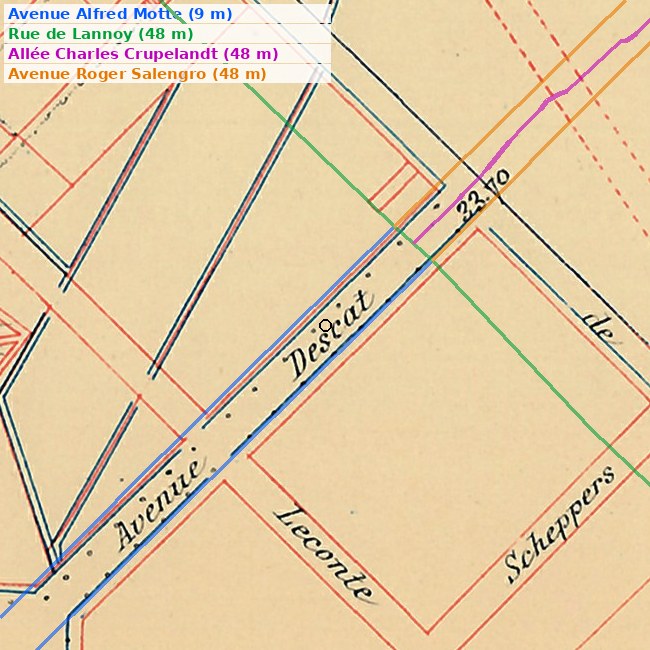 Avenue Alfred Motte (9 m)
Rue de Lannoy (48 m)
Allée Charles Crupelandt (48 m)
Avenue Roger Salengro (48 m)
22.70
de
Descat
Avenue
Leconte
Scheppers